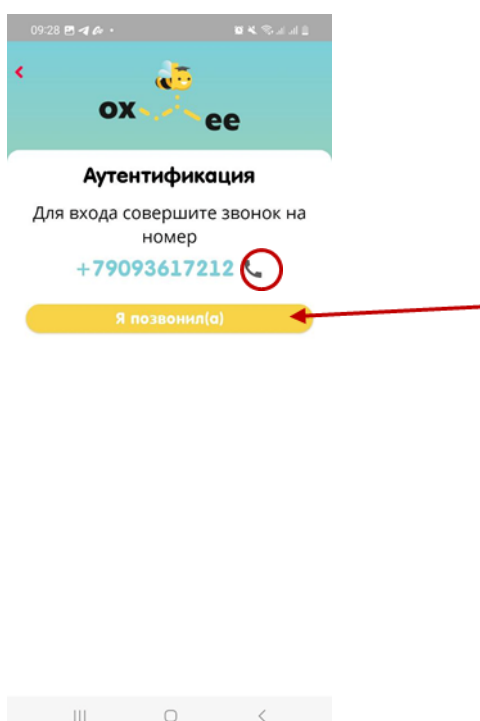 09:28
ox ee
Аутентификация
Для входа совершите звонок на
номер
+79093617212
Я позвонил(а)